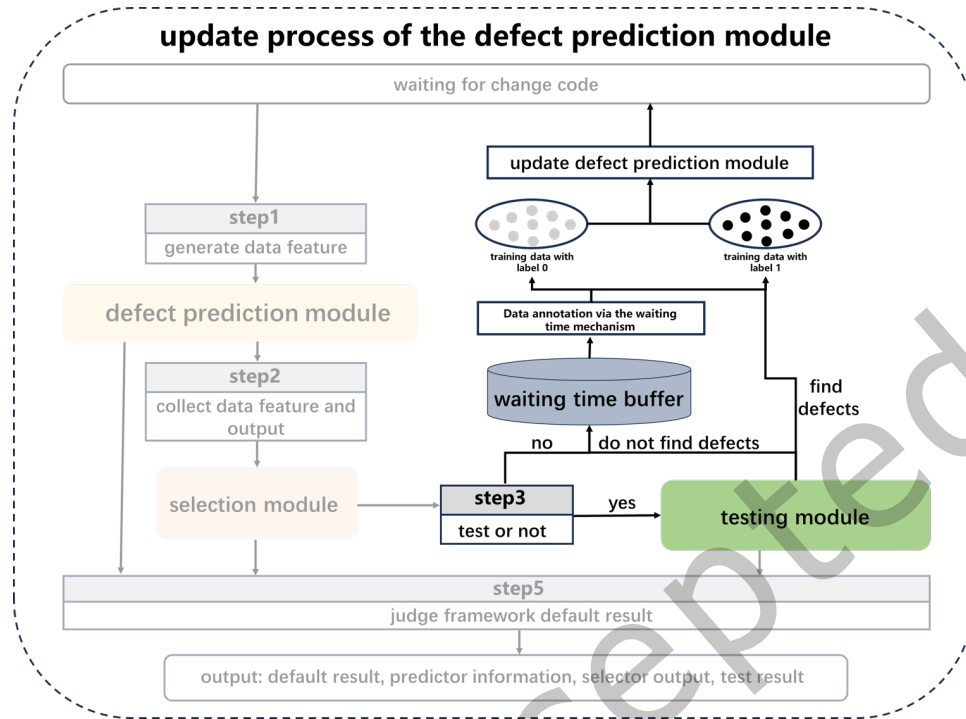 update process of the defect prediction module
waiting for change code
update defect prediction module
step1
generate data feature
training data with
label 0
training data with
label 1
defect prediction module
Data annotation via the waiting
time mechanism
step2
collect data feature and
output
waiting time buffer
find
defects
no
do not find defects
selection module
step3
test or not
yes
testing module
step5
judge framework default result
output: default result, predictor information, selector output, test result
cepted